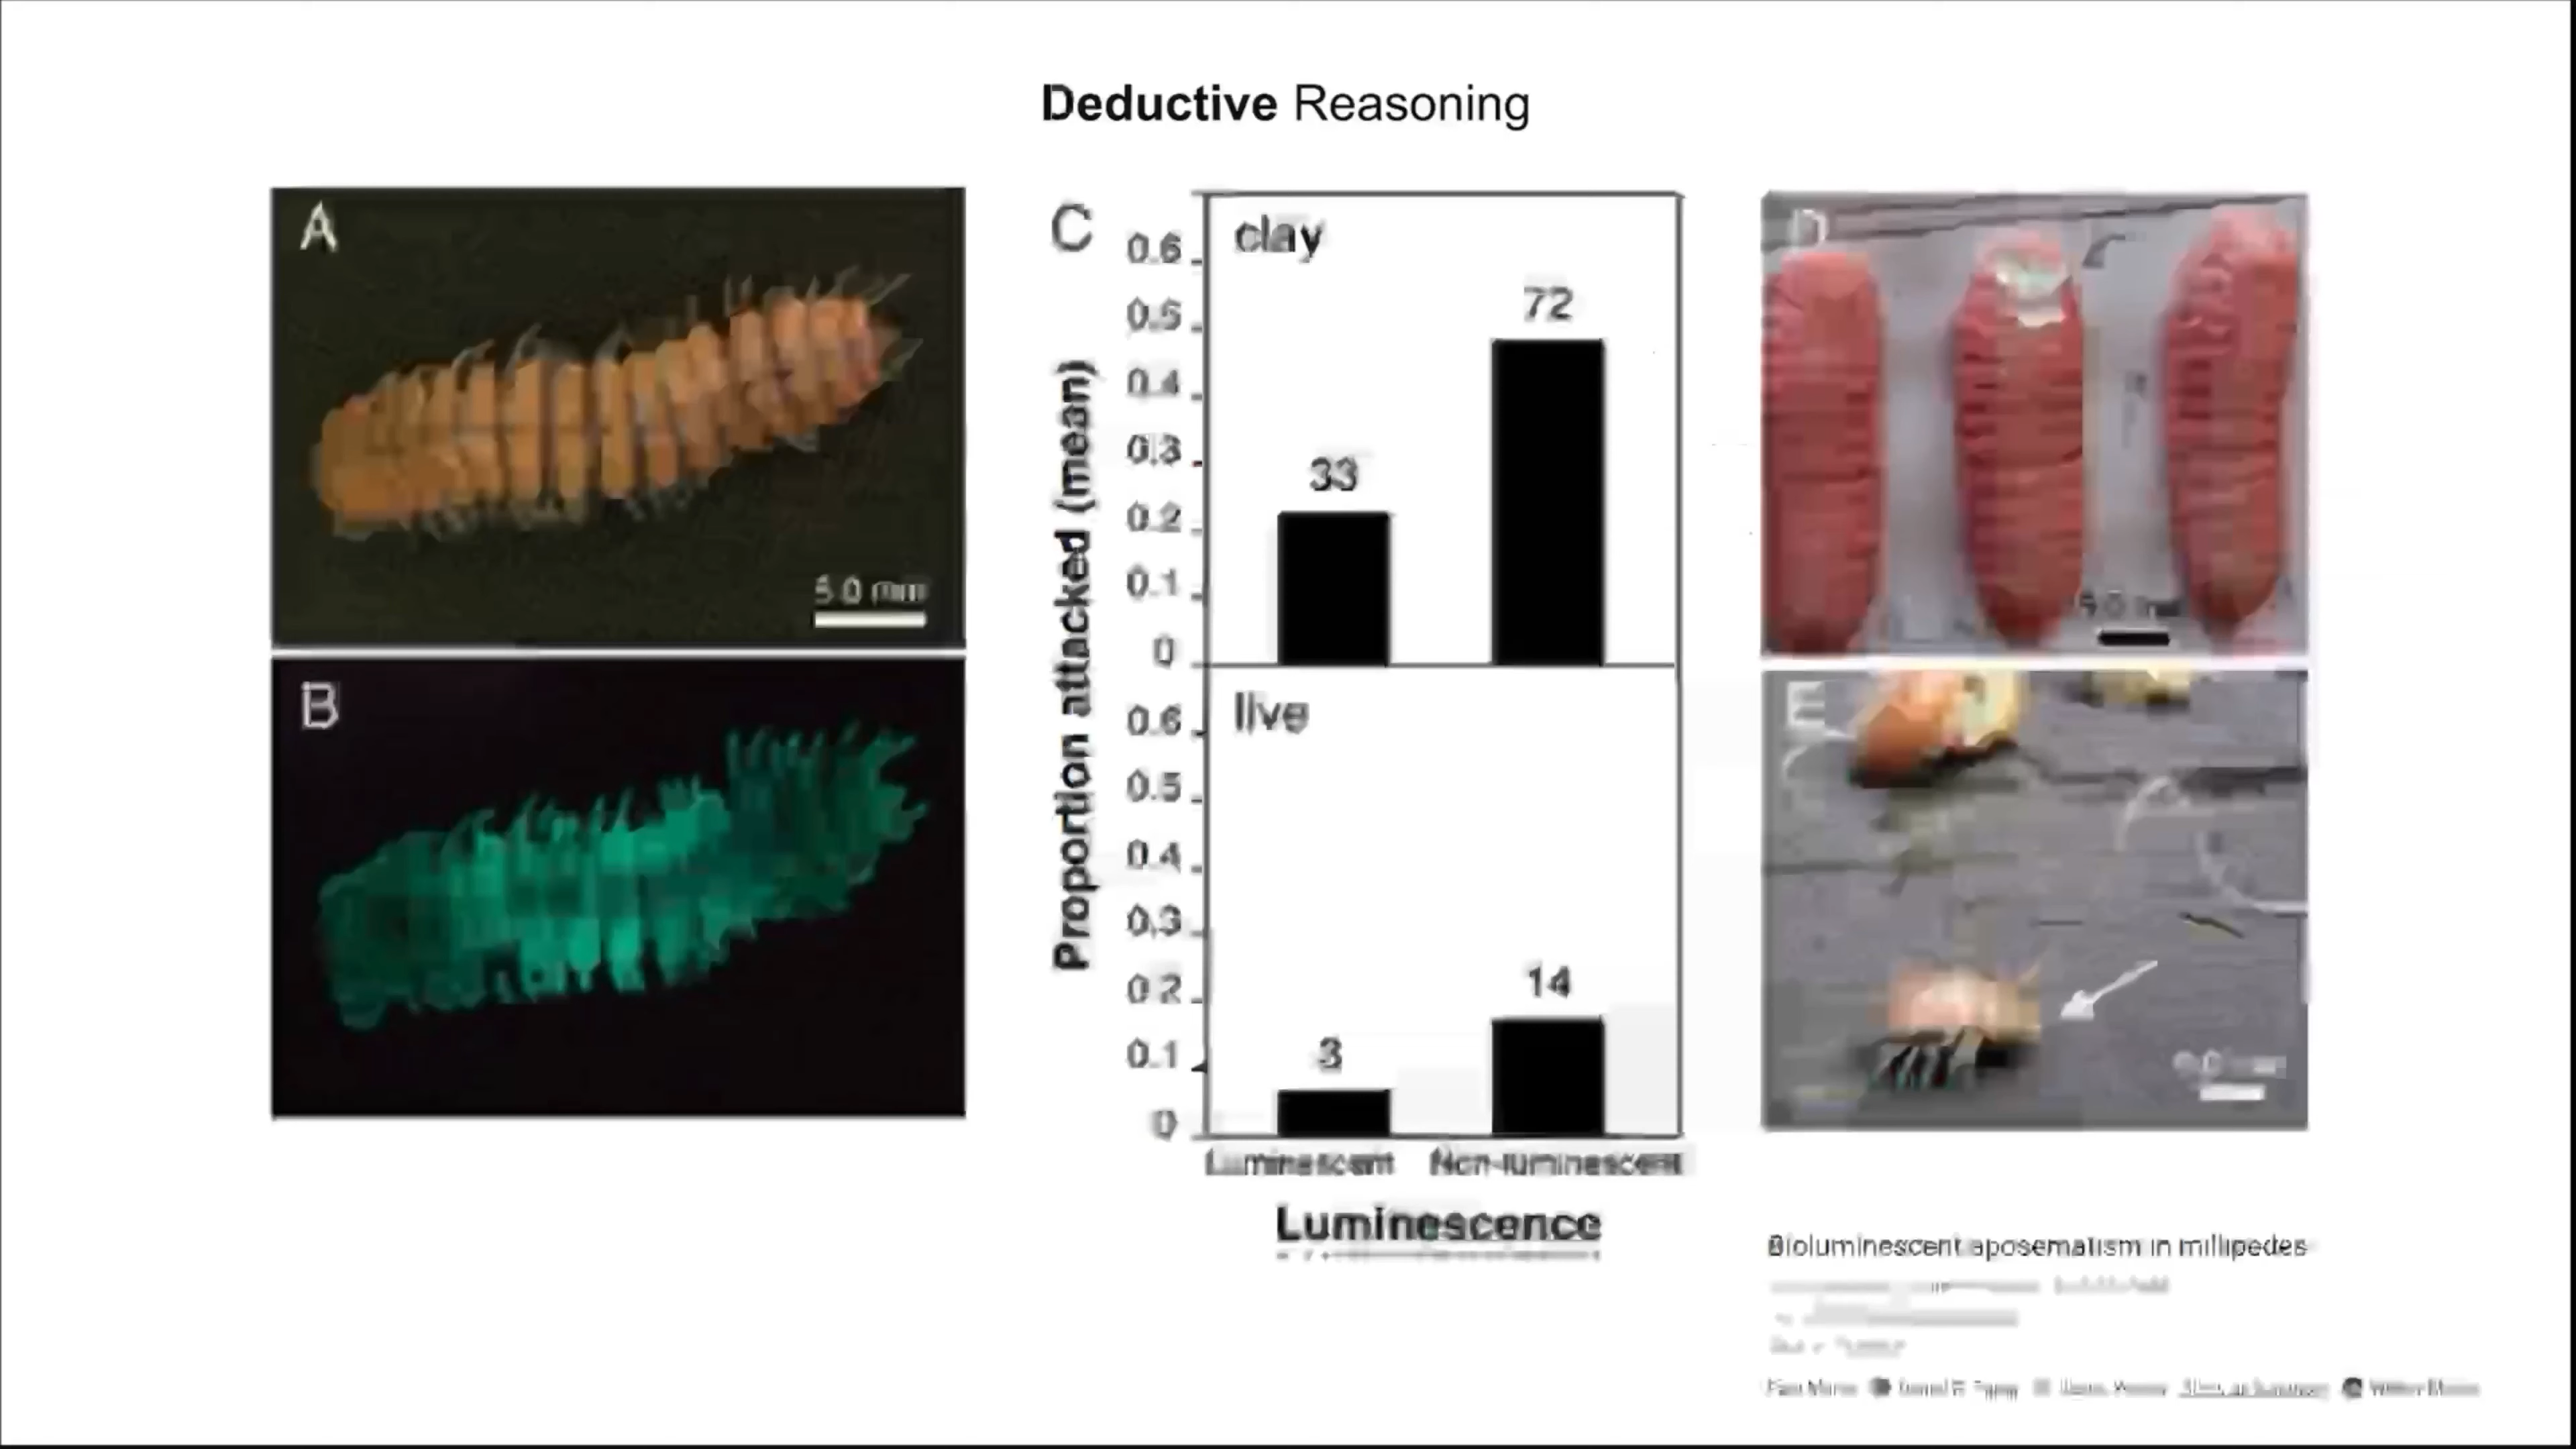 Deductive Reasoning
A
5.0 mm
B
C
Proportion attacked (mean)
clay
0.6
0.5
0.4
0.3
0.2
0.1
0
33
72
live
0.6
0.5
0.4
0.3
0.2
0.1
0
3
14
Luminescent Non-luminescent
Luminescence
D
E
Bioluminescent aposematism in millipedes